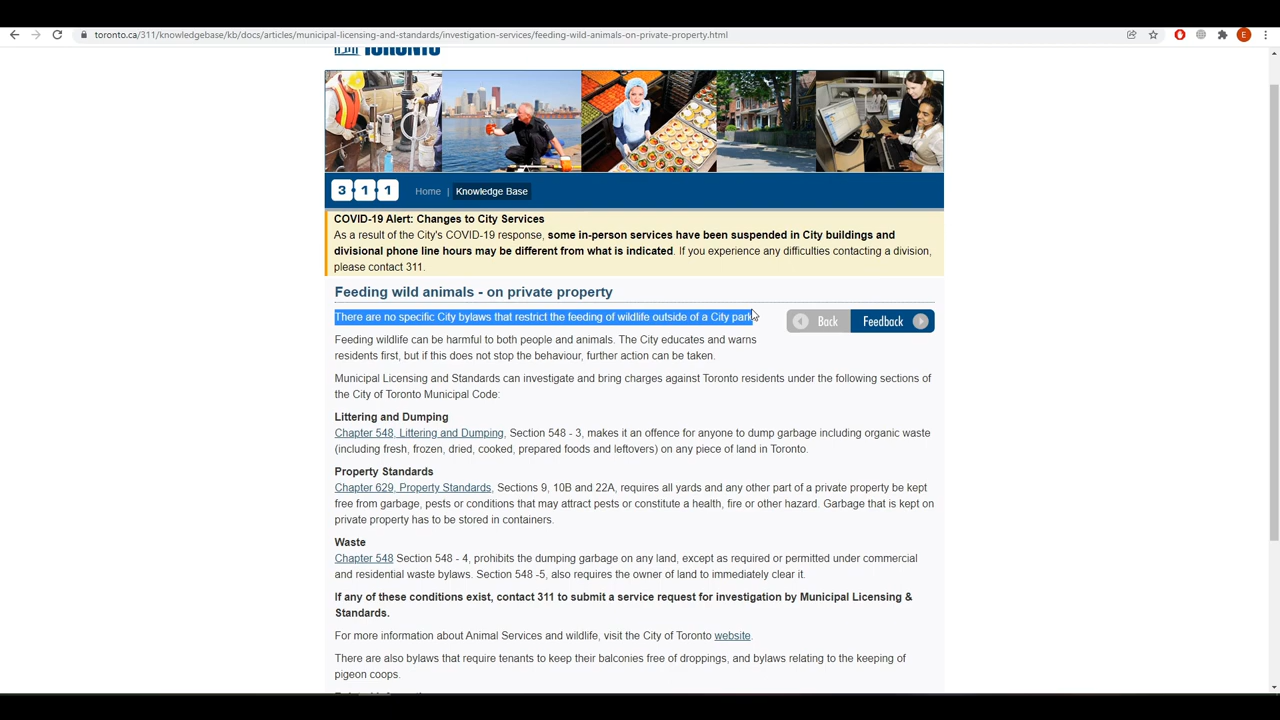 toronto.ca/311/knowledgebase/kb/docs/articles/municipal-licensing-and-standards/investigation-services/feeding-wild-animals-on-private-property.html
E
TORONTO
3 1 1 Home | Knowledge Base
COVID-19 Alert: Changes to City Services
As a result of the City's COVID-19 response, some in-person services have been suspended in City buildings and
divisional phone line hours may be different from what is indicated. If you experience any difficulties contacting a division,
please contact 311.
Feeding wild animals - on private property
There are no specific City bylaws that restrict the feeding of wildlife outside of a City park
Back Feedback
Feeding wildlife can be harmful to both people and animals. The City educates and warns
residents first, but if this does not stop the behaviour, further action can be taken.
Municipal Licensing and Standards can investigate and bring charges against Toronto residents under the following sections of
the City of Toronto Municipal Code:
Littering and Dumping
Chapter 548, Littering and Dumping, Section 548 - 3, makes it an offence for anyone to dump garbage including organic waste
(including fresh, frozen, dried, cooked, prepared foods and leftovers) on any piece of land in Toronto.
Property Standards
Chapter 629, Property Standards, Sections 9, 10B and 22A, requires all yards and any other part of a private property be kept
free from garbage, pests or conditions that may attract pests or constitute a health, fire or other hazard. Garbage that is kept on
private property has to be stored in containers.
Waste
Chapter 548 Section 548 - 4, prohibits the dumping garbage on any land, except as required or permitted under commercial
and residential waste bylaws. Section 548 -5, also requires the owner of land to immediately clear it.
If any of these conditions exist, contact 311 to submit a service request for investigation by Municipal Licensing &
Standards.
For more information about Animal Services and wildlife, visit the City of Toronto website.
There are also bylaws that require tenants to keep their balconies free of droppings, and bylaws relating to the keeping of
pigeon coops.